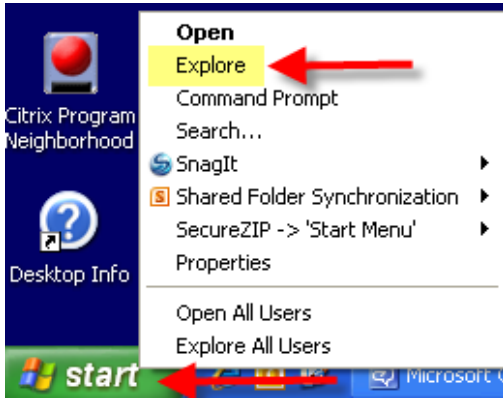 Open
Explore
Command Prompt
Search...
SnagIt
Shared Folder Synchronization
SecureZIP -> 'Start Menu'
Properties
Open All Users
Explore All Users
Citrix Program
Neighborhood
Desktop Info
start
Microsoft